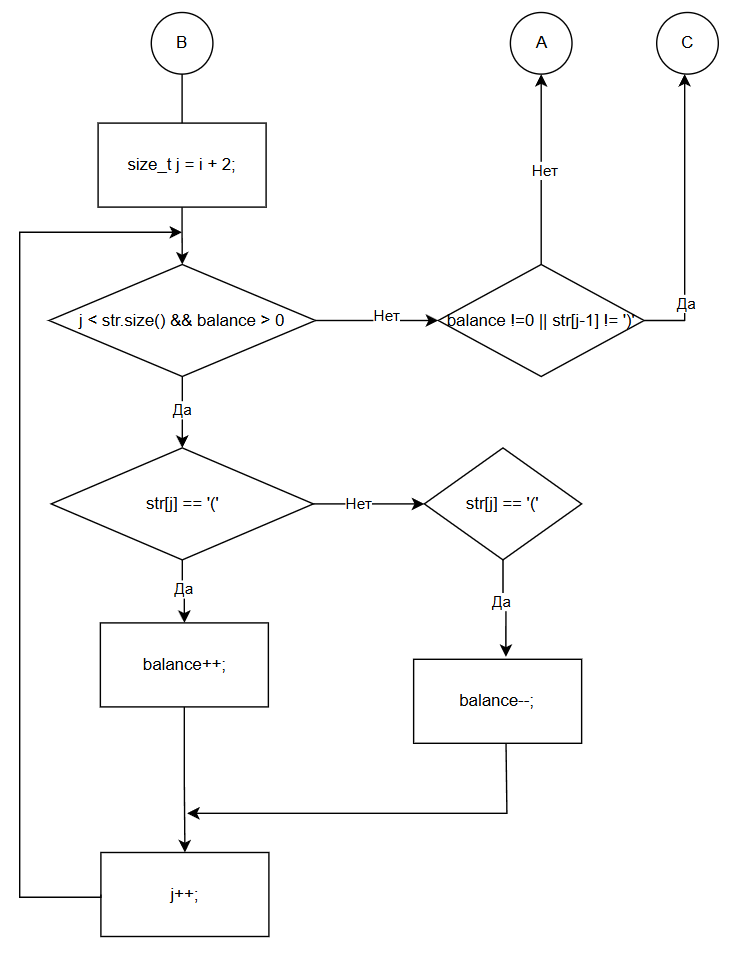 B
A
C
size_t j = i + 2;
Нет
Да
j < str.size() && balance > 0
Нет
balance !=0 || str[j-1] != ')'
Да
str[j] == '('
Нет
str[j] == '('
Да
Да
balance++;
balance--;
j++;